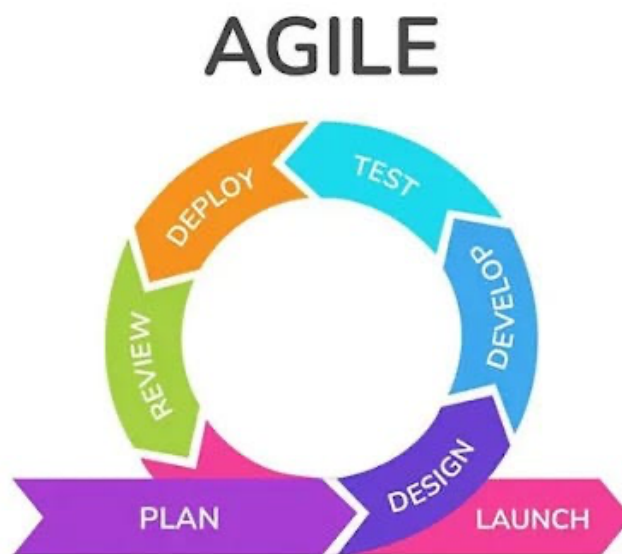 AGILE
PLAN
DESIGN
DEVELOP
TEST
DEPLOY
REVIEW
LAUNCH